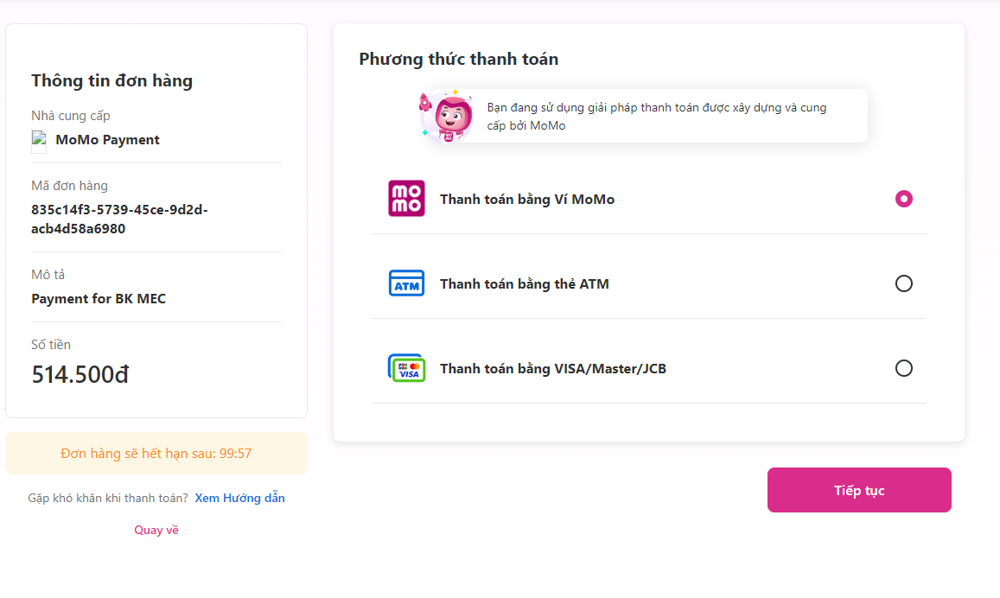 Thông tin đơn hàng
Nhà cung cấp
MoMo Payment
Mã đơn hàng
835c14f3-5739-45ce-9d2d-
acb4d58a6980
Mô tả
Payment for BK MEC
Số tiền
514.500đ
Đơn hàng sẽ hết hạn sau: 99:57
Gặp khó khăn khi thanh toán? Xem Hướng dẫn
Quay về
Phương thức thanh toán
Bạn đang sử dụng giải pháp thanh toán được xây dựng và cung
cấp bởi MoMo
mo
mo
Thanh toán bằng Ví MoMo
ATM
Thanh toán bằng thẻ ATM
VISA
Thanh toán bằng VISA/Master/JCB
Tiếp tục